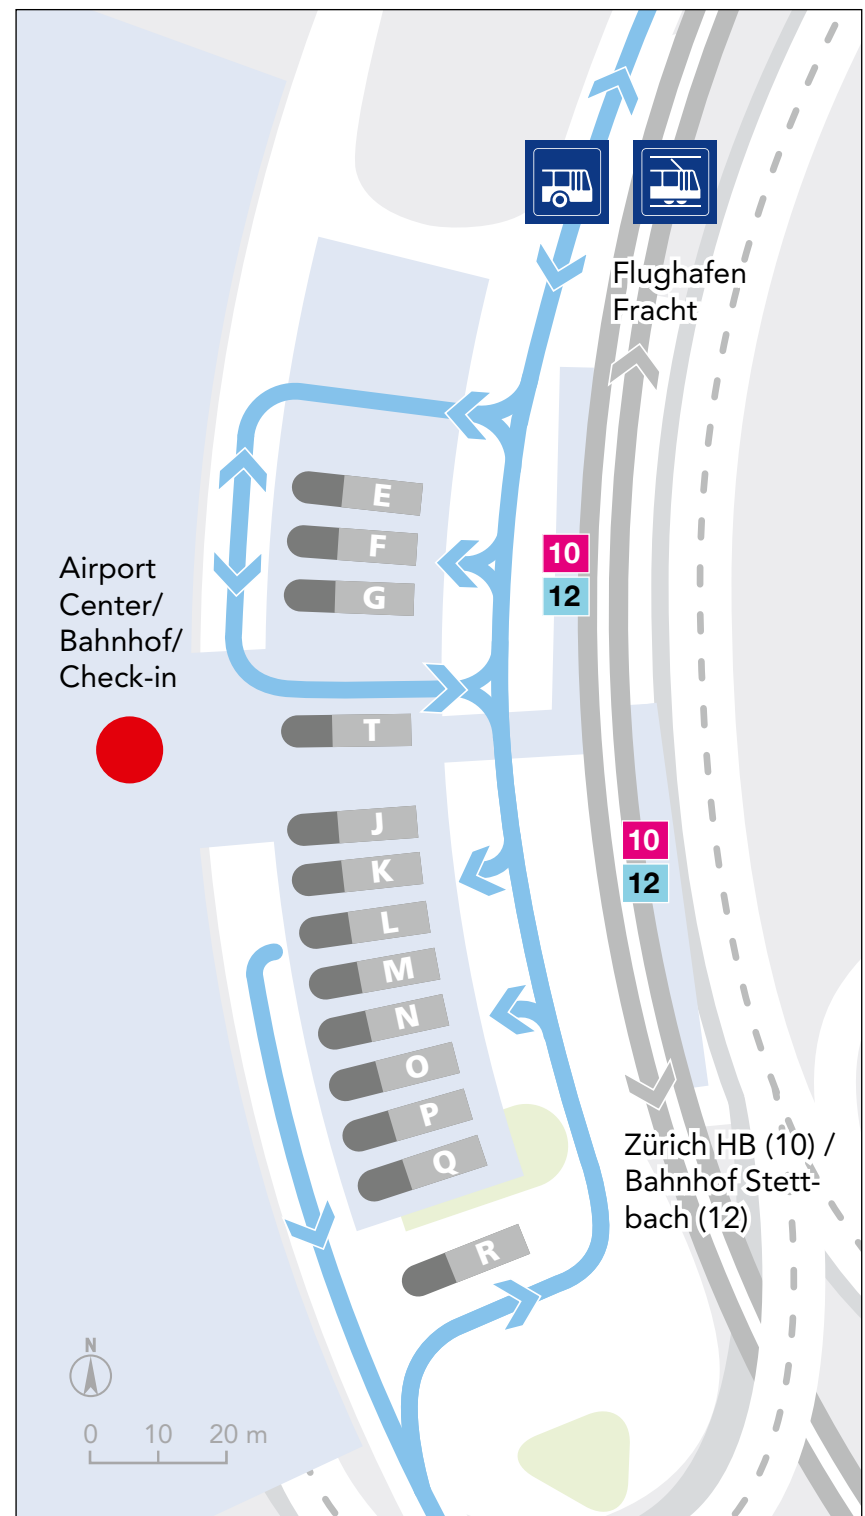 Flughafen
Fracht
E
F
10
G
12
Airport
Center/
Bahnhof/
Check-in
T
J
10
K
12
L
M
N
O
P
Q
Zürich HB (10) /
Bahnhof Stett-
bach (12)
R
N
0 10 20 m